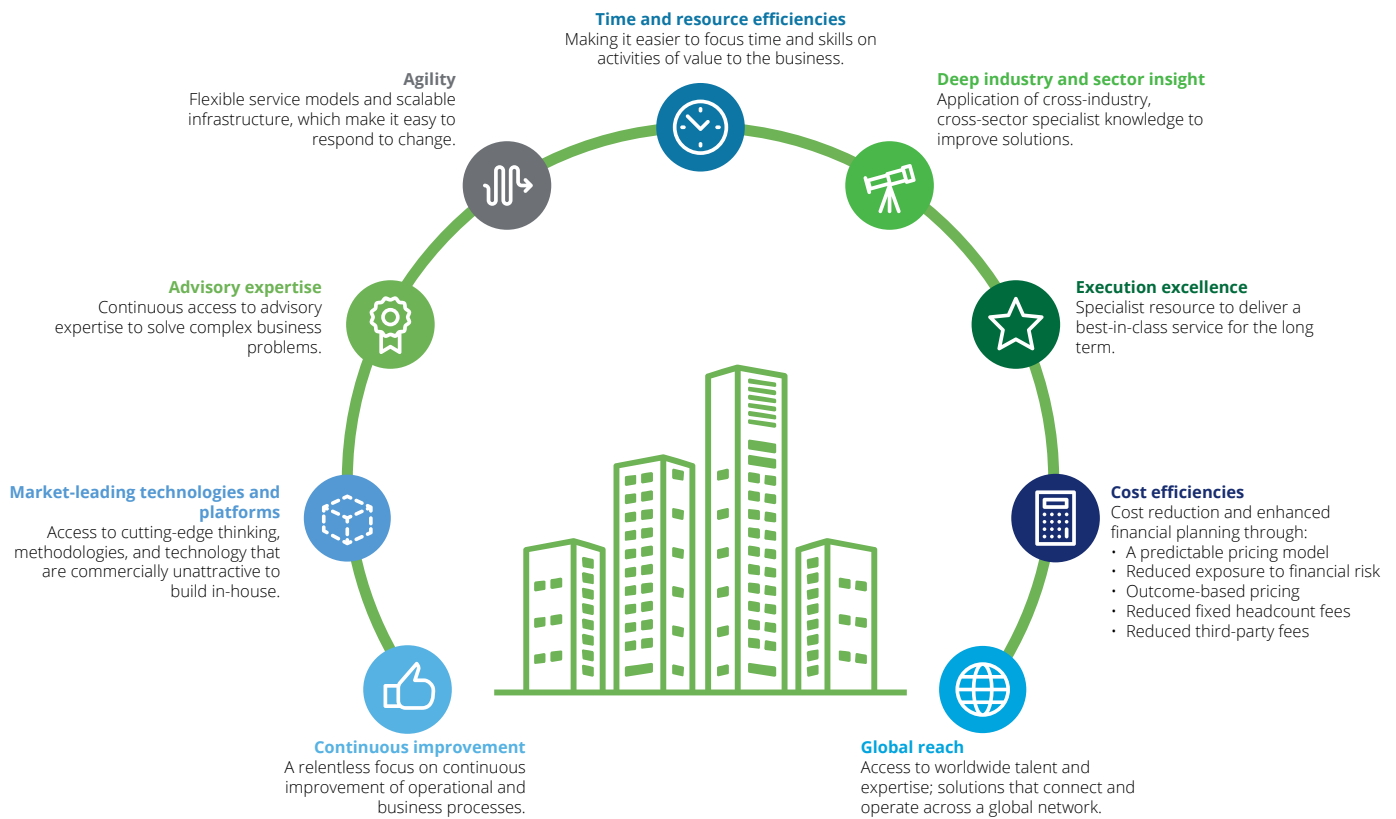 Time and resource efficiencies
Making it easier to focus time and skills on
activities of value to the business.
Agility
Flexible service models and scalable
infrastructure, which make it easy to
respond to change.
Deep industry and sector insight
Application of cross-industry,
cross-sector specialist knowledge to
improve solutions.
Advisory expertise
Continuous access to advisory
expertise to solve complex business
problems.
Execution excellence
Specialist resource to deliver a
best-in-class service for the long
term.
Market-leading technologies and
platforms
Access to cutting-edge thinking,
methodologies, and technology that
are commercially unattractive to
build in-house.
Cost efficiencies
Cost reduction and enhanced
financial planning through:
• A predictable pricing model
• Reduced exposure to financial risk
• Outcome-based pricing
• Reduced fixed headcount fees
• Reduced third-party fees
Continuous improvement
A relentless focus on continuous
improvement of operational and
business processes.
Global reach
Access to worldwide talent and
expertise; solutions that connect and
operate across a global network.